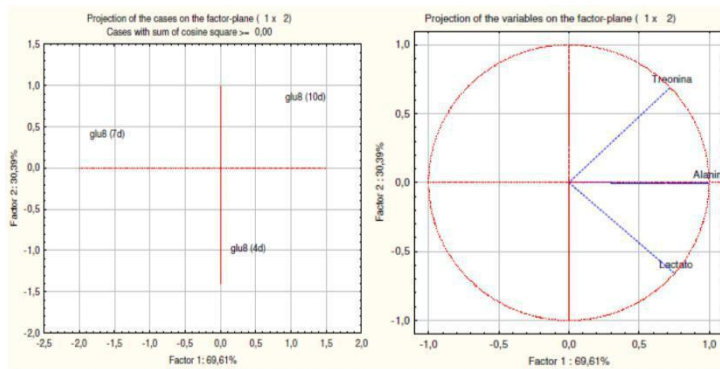 Projection of the cases on the factor-plane ( 1 x 2)
Cases with sum of cosine square >= 0,00
1,5
1,0
0,5
0,0
-0,5
-1,0
-1,5
-2,0
Factor 2: 30,39%
glu8 (10d)
glu8 (7d)
glu8 (4d)
-2,5 -2,0 -1,5 -1,0 -0,5 0,0 0,5 1,0 1,5 2,0
Factor 1: 69,61%
Projection of the variables on the factor-plane ( 1 x 2)
1,0
0,5
0,0
-0,5
-1,0
Factor 2 : 30,39%
Treonina
Alanin
Lactato
-1,0 -0,5 0,0 0,5 1,0
Factor 1 : 69,61%